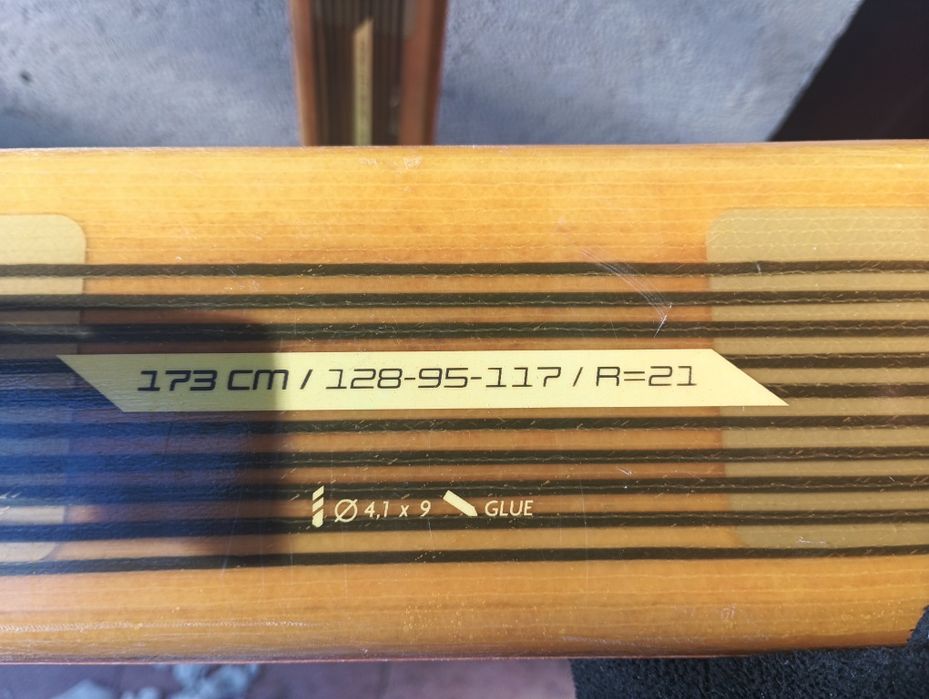 173 CM / 128-95-117 / R=21
Ø 4,1 x 9 GLUE